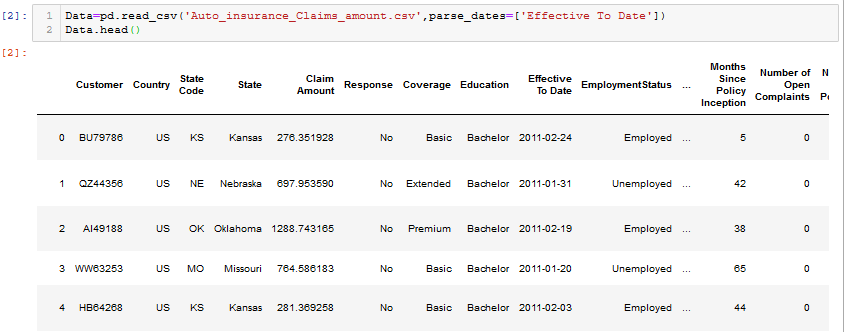 [2]: 1 Data=pd.read_csv('Auto_insurance_Claims_amount.csv',parse_dates=['Effective To Date'])
2 Data.head()
[2]:
Customer Country State Code State Claim Amount Response Coverage Education Effective To Date EmploymentStatus ... Months Since Policy Inception Number of Open Complaints N Po
0 BU79786 US KS Kansas 276.351928 No Basic Bachelor 2011-02-24 Employed ... 5 0
1 QZ44356 US NE Nebraska 697.953590 No Extended Bachelor 2011-01-31 Unemployed ... 42 0
2 AI49188 US OK Oklahoma 1288.743165 No Premium Bachelor 2011-02-19 Employed ... 38 0
3 WW63253 US MO Missouri 764.586183 No Basic Bachelor 2011-01-20 Unemployed ... 65 0
4 HB64268 US KS Kansas 281.369258 No Basic Bachelor 2011-02-03 Employed ... 44 0